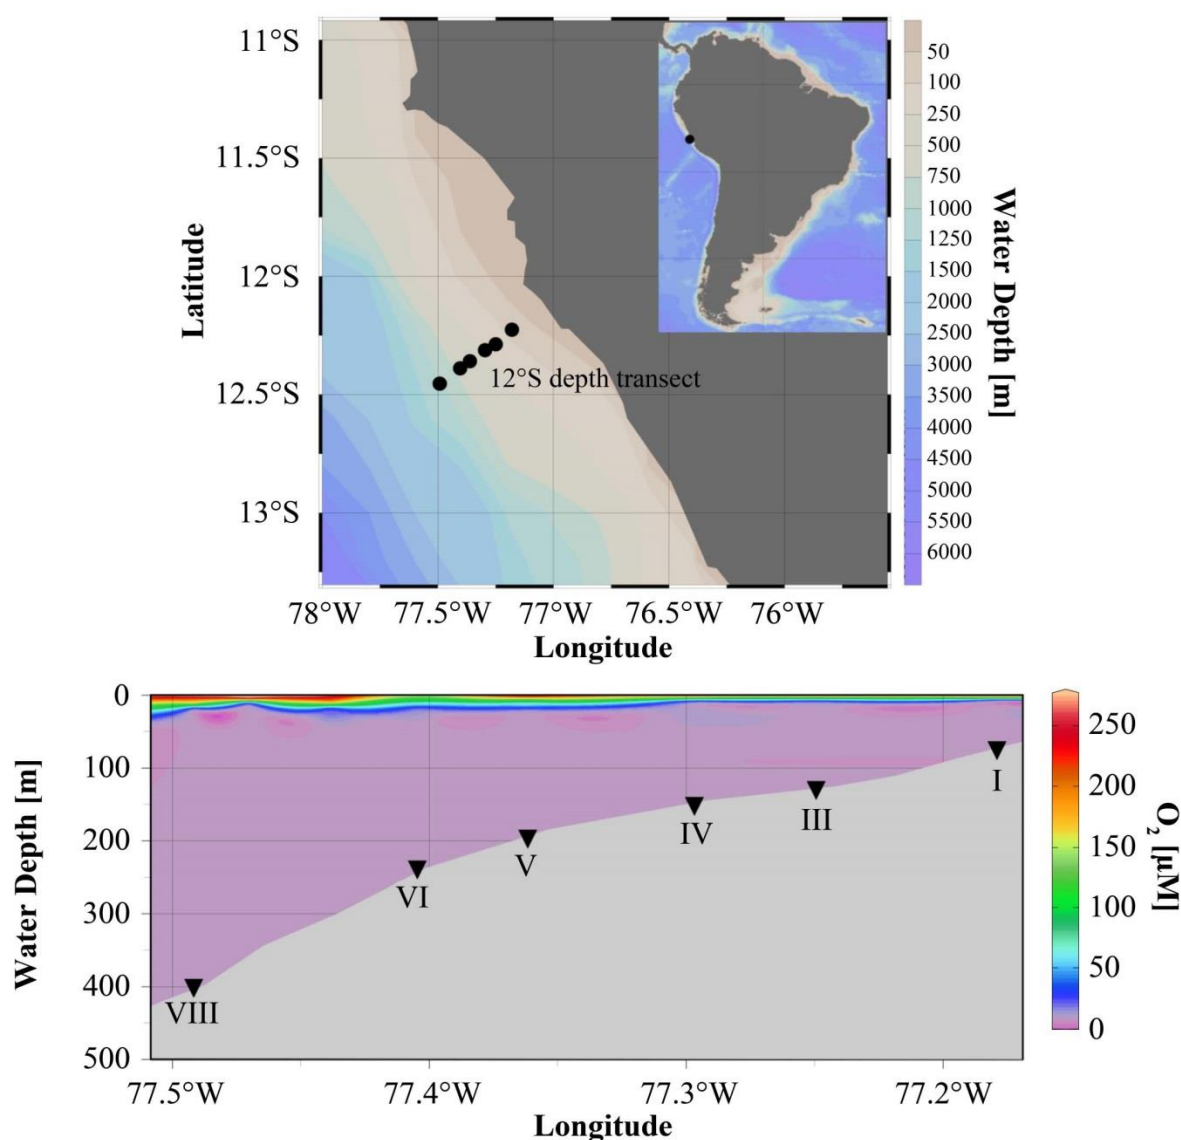 11°S
11.5°S
12°S
12.5°S
13°S
Latitude
12°S depth transect
78°W 77.5°W 77°W 76.5°W 76°W
Longitude
50
100
250
500
750
1000
1250
1500
2000
2500
3000
3500
4000
4500
5000
5500
6000
Water Depth [m]
0
100
200
300
400
500
Water Depth [m]
I
III
IV
V
VI
VIII
77.5°W 77.4°W 77.3°W 77.2°W
Longitude
250
200
150
100
50
0
O₂ [µM]